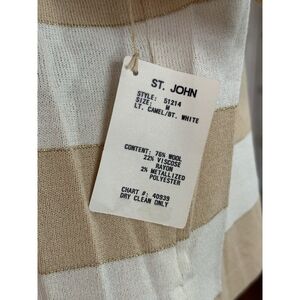 ST. JOHN
STYLE: 51214
SIZE: M
LT. CAMEL/BT. WHITE
CONTENT: 76% WOOL
22% VISCOSE
RAYON
2% METALLIZED
POLYESTER
CHART #: 40939
DRY CLEAN ONLY